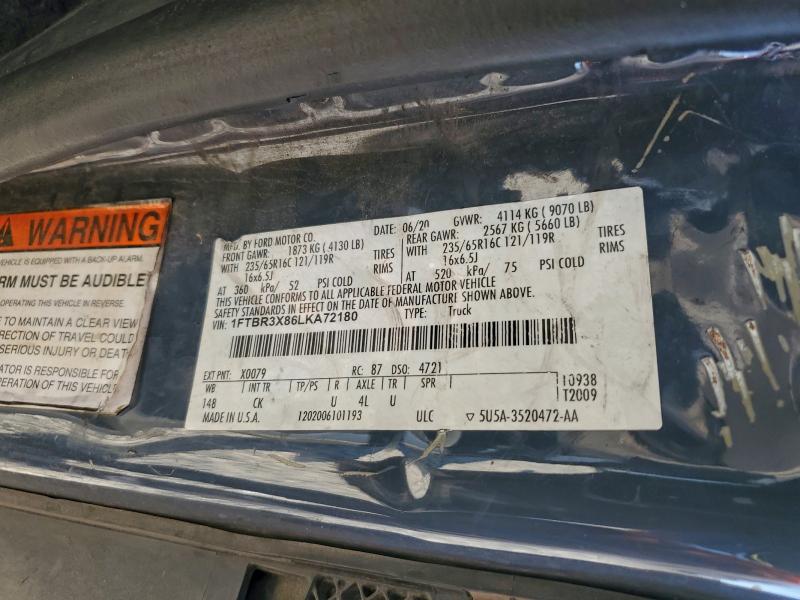 WARNING
VEHICLE IS EQUIPPED WITH A BACK-UP ALARM.
ARM MUST BE AUDIBLE
OPERATING THIS VEHICLE IN REVERSE.
TO MAINTAIN A CLEAR VIEW
DIRECTION OF TRAVEL COULD
SERIOUS INJURY OR DEAT
IS RESPONSIBLE FOR
OPERATION OF THIS VEHICL
MFD. BY FORD MOTOR CO. DATE: 06/20 GVWR: 4114 KG ( 9070 LB)
FRONT GAWR: 1873 KG ( 4130 LB) REAR GAWR: 2567 KG ( 5660 LB)
WITH 235/65R16C 121/119R TIRES WITH 235/65R16C 121/119R TIRES
16x6.5J RIMS 16x6.5J RIMS
AT 360 kPa/ 52 PSI COLD AT 520 kPa/ 75 PSI COLD
THIS VEHICLE CONFORMS TO ALL APPLICABLE FEDERAL MOTOR VEHICLE
SAFETY STANDARDS IN EFFECT ON THE DATE OF MANUFACTURE SHOWN ABOVE.
VIN: 1FTBR3X86LKA72180 TYPE: Truck
EXT PNT: X0079 RC: 87 DSO: 4721
WB INT TR TP/PS R AXLE TR SPR 10938
148 CK U 4L U T2009
MADE IN U.S.A. 1202006101193 ULC ▽ 5U5A-3520472-AA